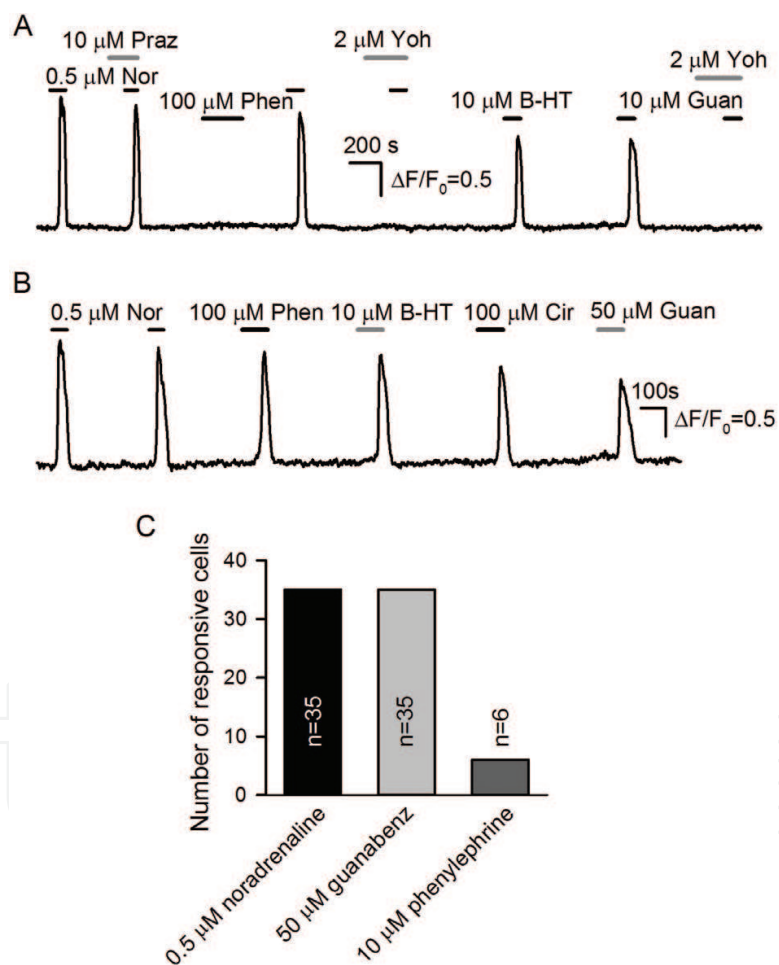 A
10 μM Praz
2 μM Yoh
2 μM Yoh
0.5 μM Nor
100 μM Phen
10 μM B-HT
10 μM Guan
200 s
ΔF/F₀=0.5
B
0.5 μM Nor
100 μM Phen
10 μM B-HT
100 μM Cir
50 μM Guan
100s
ΔF/F₀=0.5
C
Number of responsive cells
40
30
20
10
0
n=35
n=35
n=6
0.5 μM noradrenaline
50 μM guanabenz
10 μM phenylephrine